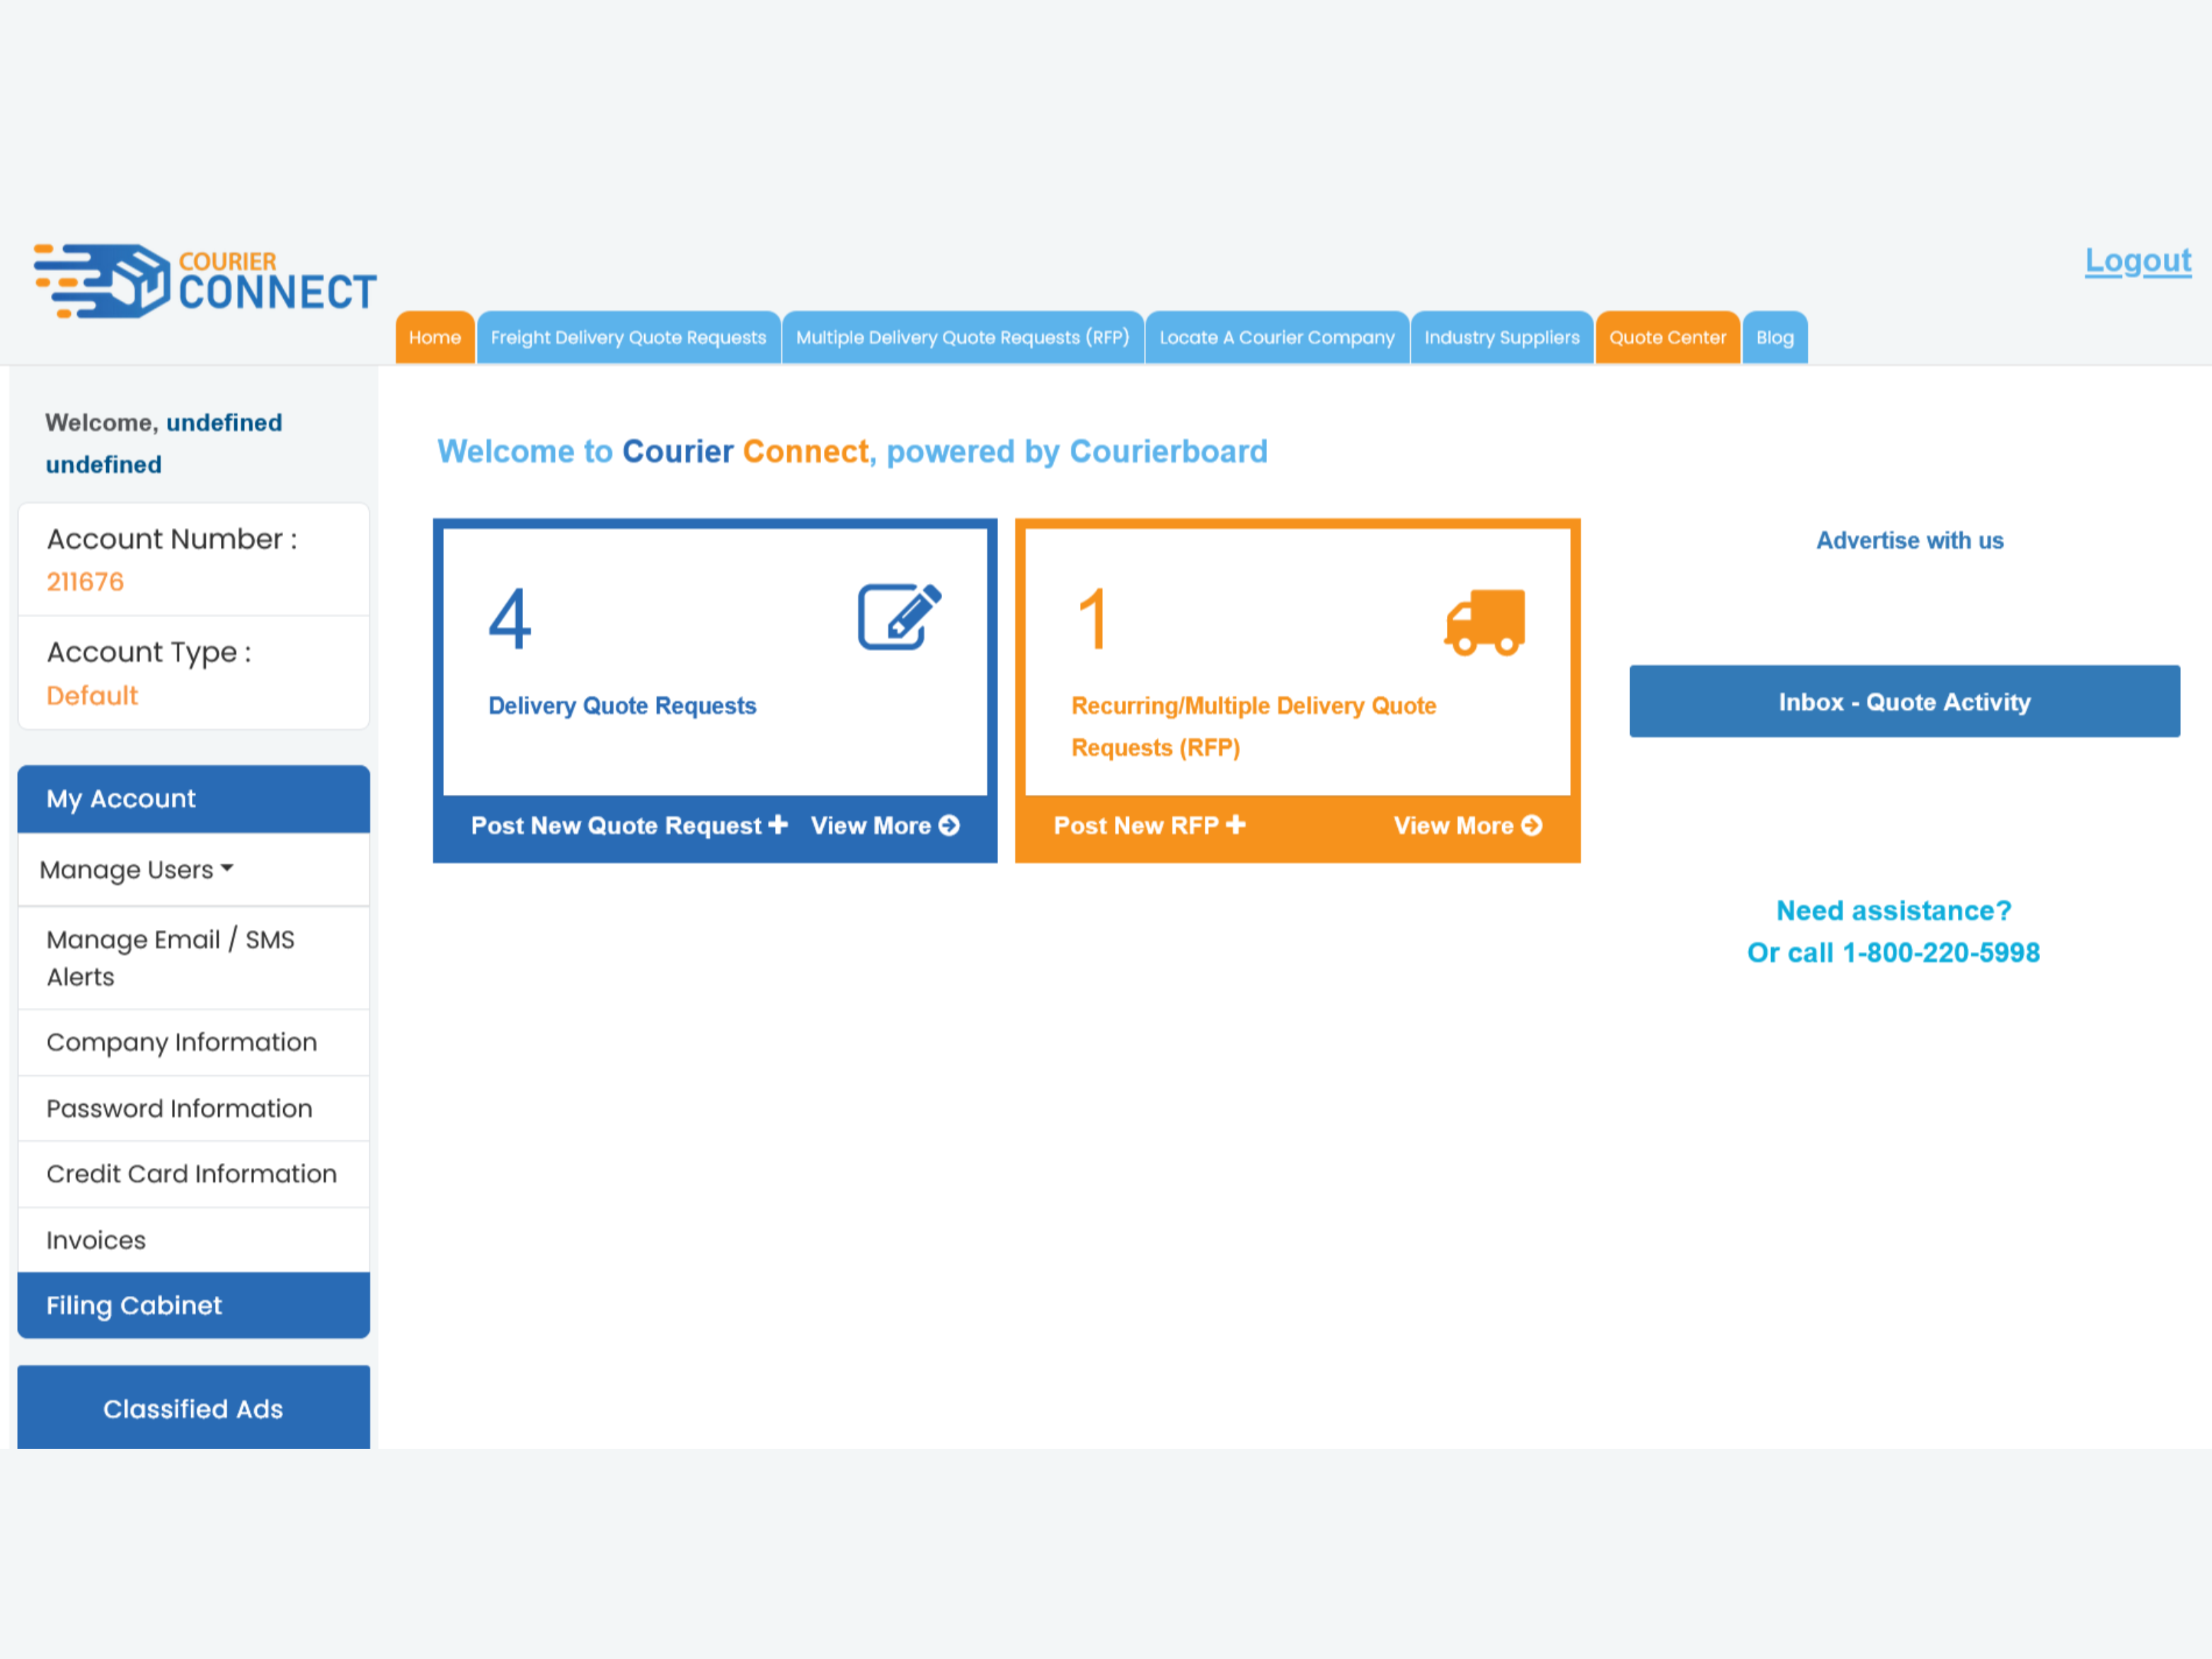 COURIER
CONNECT
Logout
Home
Freight Delivery Quote Requests
Multiple Delivery Quote Requests (RFP)
Locate A Courier Company
Industry Suppliers
Quote Center
Blog
Welcome, undefined
undefined
Account Number :
211676
Account Type :
Default
My Account
Manage Users
Manage Email / SMS
Alerts
Company Information
Password Information
Credit Card Information
Invoices
Filing Cabinet
Classified Ads
Welcome to Courier Connect, powered by Courierboard
4
Delivery Quote Requests
Post New Quote Request
View More
1
Recurring/Multiple Delivery Quote
Requests (RFP)
Post New RFP
View More
Advertise with us
Inbox - Quote Activity
Need assistance?
Or call 1-800-220-5998